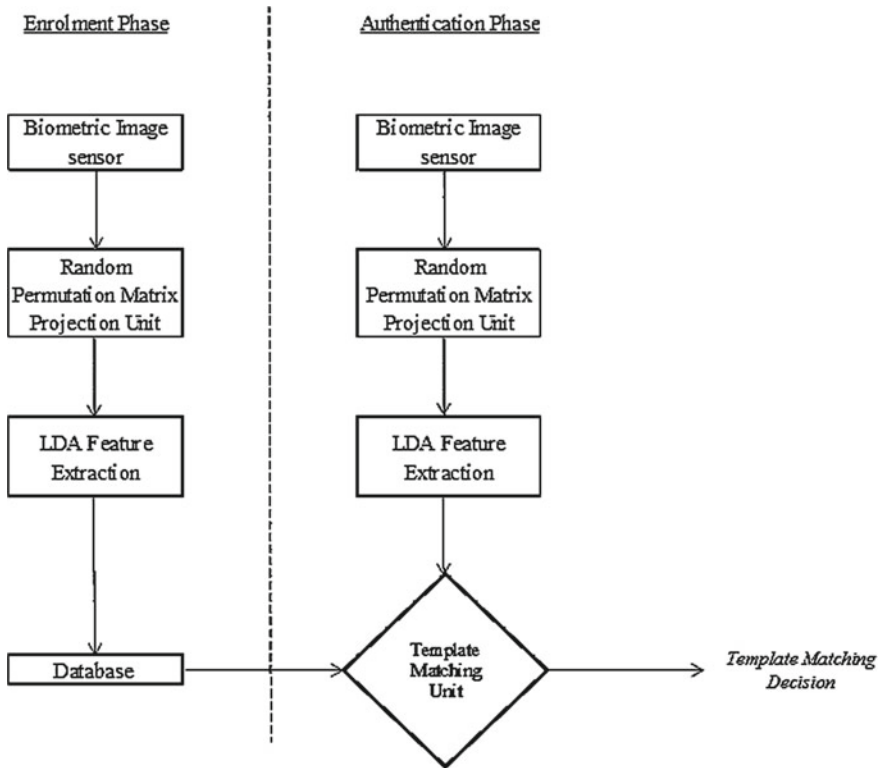 Enrolment Phase
Authentication Phase
Biometric Image
sensor
Biometric Image
sensor
Random
Permutation Matrix
Projection Unit
Random
Permutation Matrix
Projection Unit
LDA Feature
Extraction
LDA Feature
Extraction
Database
Template
Matching
Unit
Template Matching
Decision